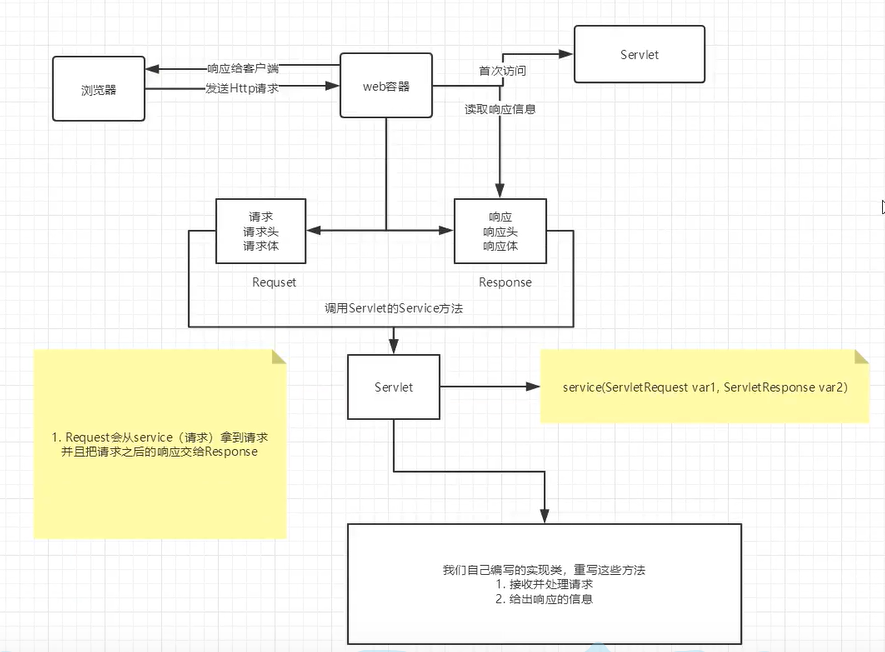 响应给客户端
发送Http请求
浏览器
web容器
首次访问
Servlet
读取响应信息
请求
请求头
请求体
Requset
响应
响应头
响应体
Response
调用Servlet的Service方法
Servlet
service(ServletRequest var1, ServletResponse var2)
1. Request会从service（请求）拿到请求
并且把请求之后的响应交给Response
我们自己编写的实现类，重写这些方法
1. 接收并处理请求
2. 给出响应的信息